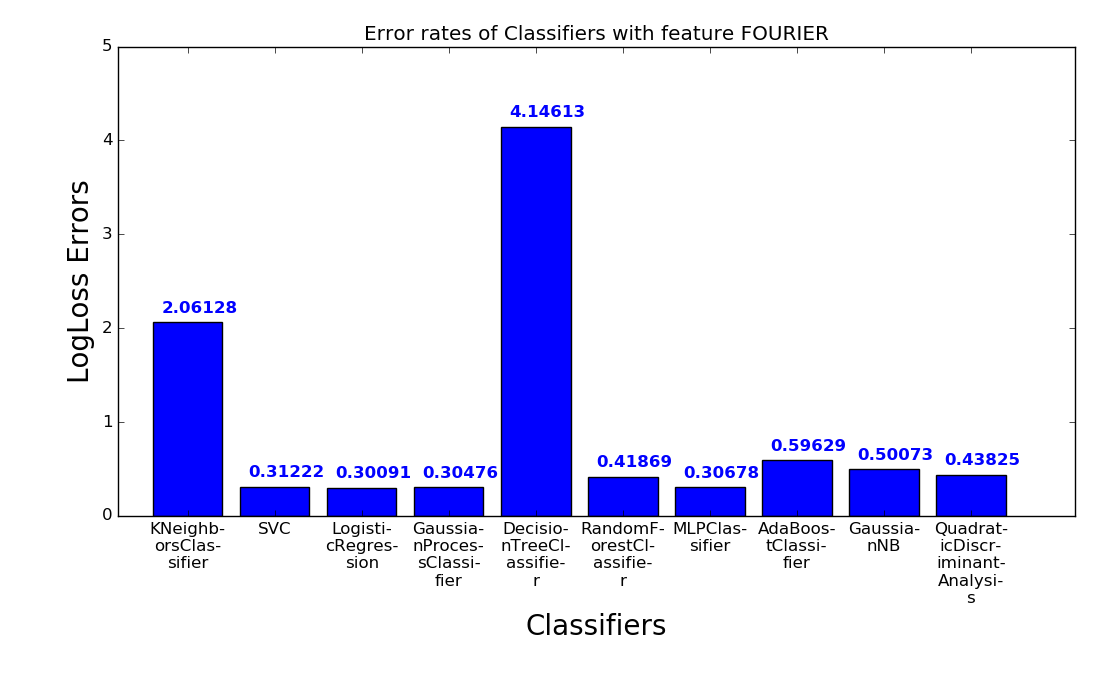 Error rates of Classifiers with feature FOURIER
5
4
3
2
1
0
LogLoss Errors
2.06128
0.31222
0.30091
0.30476
4.14613
0.41869
0.30678
0.59629
0.50073
0.43825
KNeighb-
orsClas-
sifier
SVC
Logisti-
cRegres-
sion
Gaussia-
nProces-
sClassi-
fier
Decisio-
nTreeCl-
assifie-
r
RandomF-
orestCl-
assifie-
r
MLPClas-
sifier
AdaBoos-
tClassi-
fier
Gaussia-
nNB
Quadrat-
icDiscr-
iminant-
Analysi-
s
Classifiers